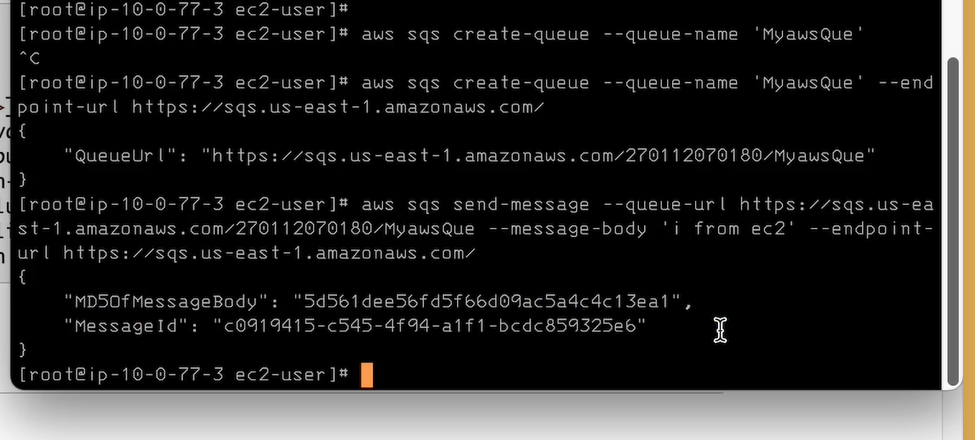 [root@ip-10-0-77-3 ec2-user]#
[root@ip-10-0-77-3 ec2-user]# aws sqs create-queue --queue-name 'MyawsQue'
^C
[root@ip-10-0-77-3 ec2-user]# aws sqs create-queue --queue-name 'MyawsQue' --end
point-url https://sqs.us-east-1.amazonaws.com/
{
    "QueueUrl": "https://sqs.us-east-1.amazonaws.com/270112070180/MyawsQue"
}
[root@ip-10-0-77-3 ec2-user]# aws sqs send-message --queue-url https://sqs.us-ea
st-1.amazonaws.com/270112070180/MyawsQue --message-body 'i from ec2' --endpoint-
url https://sqs.us-east-1.amazonaws.com/
{
    "MD5OfMessageBody": "5d561dee56fd5f66d09ac5a4c4c13ea1",
    "MessageId": "c0919415-c545-4f94-a1f1-bcdc859325e6"
}
[root@ip-10-0-77-3 ec2-user]#